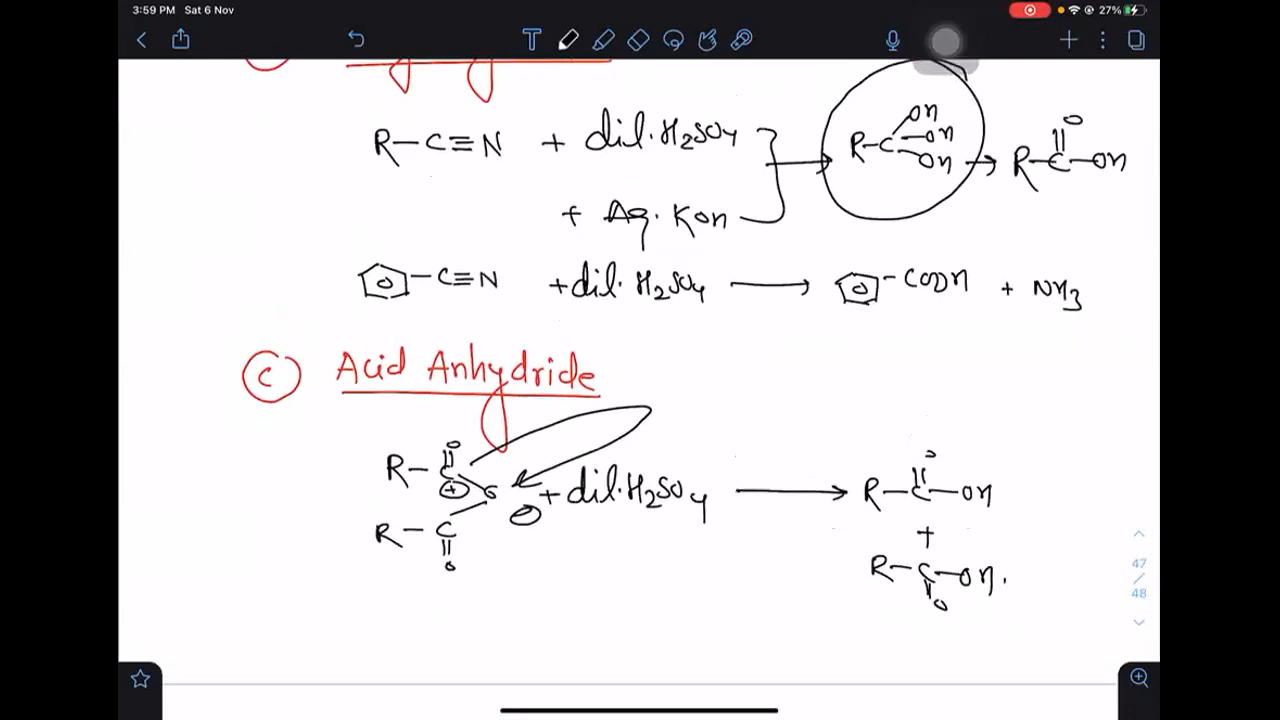 3:59 PM Sat 6 Nov
27%
R-C≡N + dil. H2SO4
+ Aq. KOH
R-C-OH
OH
OH
→ R-C-OH
O
-C≡N + dil. H2SO4 → -COOH + NH3
C Acid Anhydride
R-C
O
+ dil. H2SO4 → R-C-OH
O
⊕
O
⊖
R-C
O
+
R-C-OH.
O
47
/
48